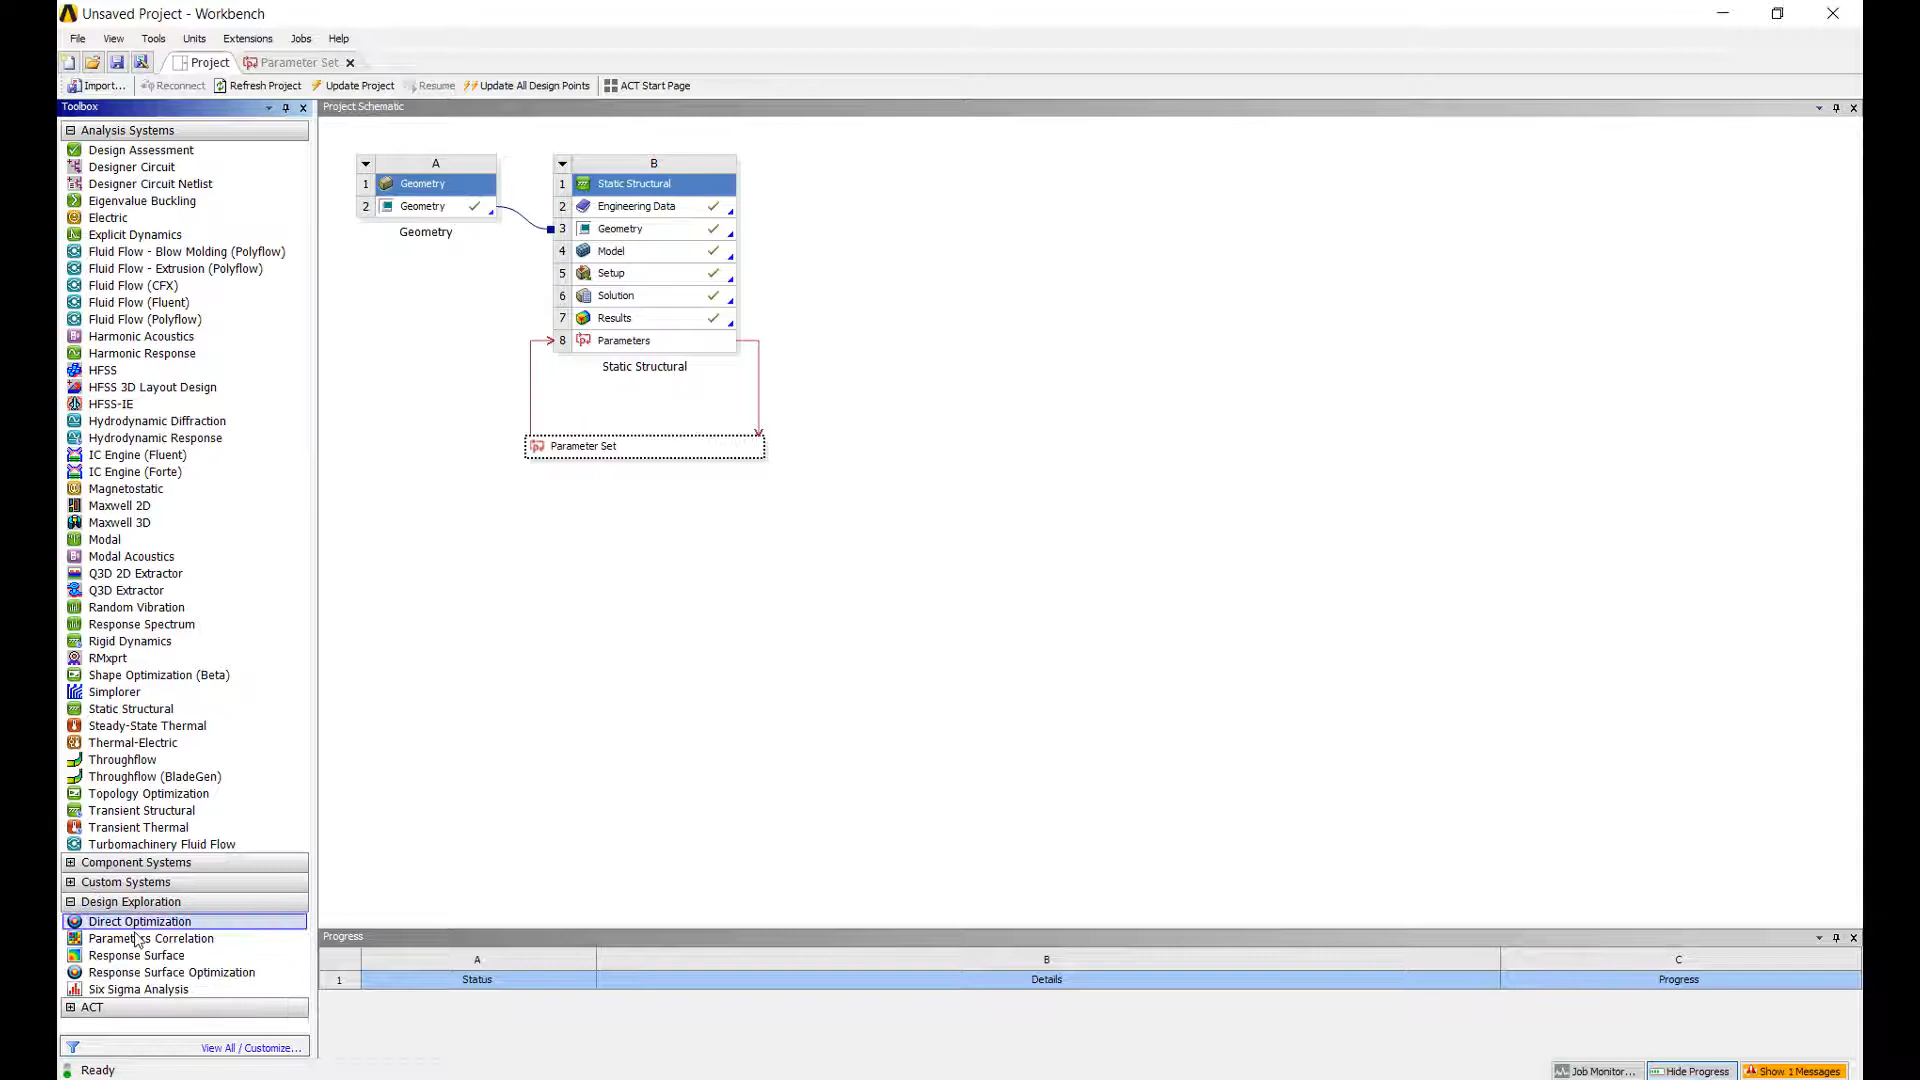 Unsaved Project - Workbench
File View Tools Units Extensions Jobs Help
Project Parameter Set
Import... Reconnect Refresh Project Update Project Resume Update All Design Points ACT Start Page
Toolbox
Analysis Systems
Design Assessment
Designer Circuit
Designer Circuit Netlist
Eigenvalue Buckling
Electric
Explicit Dynamics
Fluid Flow - Blow Molding (Polyflow)
Fluid Flow - Extrusion (Polyflow)
Fluid Flow (CFX)
Fluid Flow (Fluent)
Fluid Flow (Polyflow)
Harmonic Acoustics
Harmonic Response
HFSS
HFSS 3D Layout Design
HFSS-IE
Hydrodynamic Diffraction
Hydrodynamic Response
IC Engine (Fluent)
IC Engine (Forte)
Magnetostatic
Maxwell 2D
Maxwell 3D
Modal
Modal Acoustics
Q3D 2D Extractor
Q3D Extractor
Random Vibration
Response Spectrum
Rigid Dynamics
RMxprt
Shape Optimization (Beta)
Simplorer
Static Structural
Steady-State Thermal
Thermal-Electric
Throughflow
Throughflow (BladeGen)
Topology Optimization
Transient Structural
Transient Thermal
Turbomachinery Fluid Flow
Component Systems
Custom Systems
Design Exploration
Direct Optimization
Parameters Correlation
Response Surface
Response Surface Optimization
Six Sigma Analysis
ACT
View All / Customize...
Project Schematic
A
1 Geometry
2 Geometry
Geometry
B
1 Static Structural
2 Engineering Data
3 Geometry
4 Model
5 Setup
6 Solution
7 Results
8 Parameters
Static Structural
Parameter Set
Progress
A B C
1 Status Details Progress
Ready
Job Monitor... Hide Progress Show 1 Messages